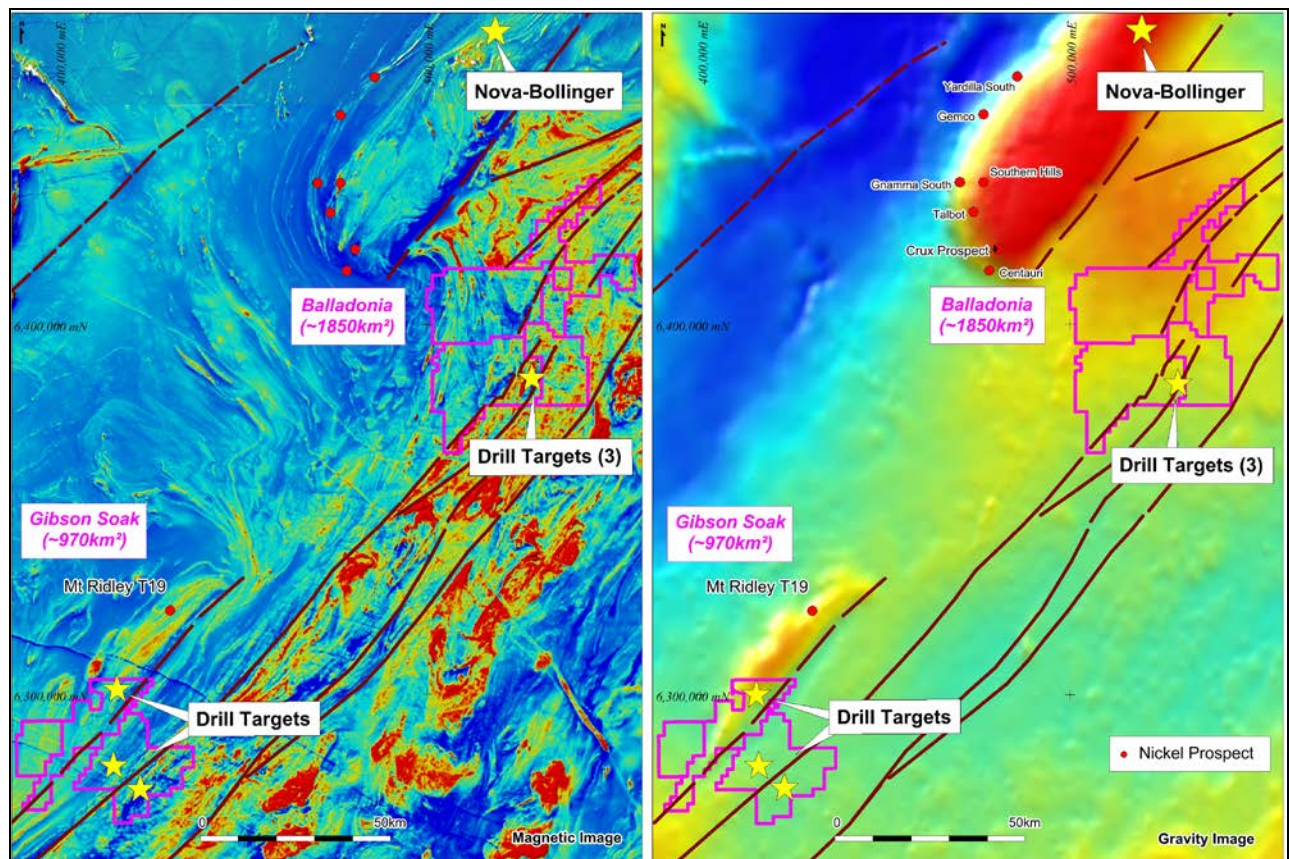 400,000 mE
500,000 mE
Nova-Bollinger
Balladonia
(~1850km²)
6,400,000 mN
Drill Targets (3)
Gibson Soak
(~970km²)
Mt Ridley T19
6,300,000 mN
Drill Targets
0
50km
Magnetic Image
400,000 mE
500,000 mE
Yardilla South
Nova-Bollinger
Gemco
Gnamma South
Southern Hills
Talbot
Crux Prospect
Centauri
Balladonia
(~1850km²)
6,400,000 mN
Drill Targets (3)
Gibson Soak
(~970km²)
Mt Ridley T19
6,300,000 mN
Drill Targets
Nickel Prospect
0
50km
Gravity Image